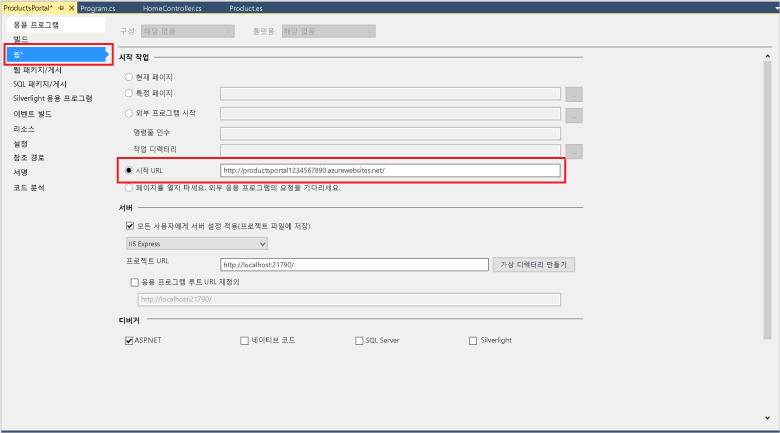 ProductsPortal*
Program.cs
HomeController.cs
Product.es
응용 프로그램
빌드
웹*
웹 패키지/게시
SQL 패키지/게시
Silverlight 응용 프로그램
이벤트 빌드
리소스
설정
참조 경로
서명
코드 분석
구성: 해당 없음
플랫폼: 해당 없음
시작 작업
현재 페이지
특정 페이지
...
외부 프로그램 시작
...
명령줄 인수
작업 디렉터리
...
시작 URL
http://productsportal1234567890.azurewebsites.net/
페이지를 열지 마세요. 외부 응용 프로그램의 요청을 기다리세요.
서버
모든 사용자에게 서버 설정 적용(프로젝트 파일에 저장)
IIS Express
프로젝트 URL
http://localhost:21790/
가상 디렉터리 만들기
응용 프로그램 루트 URL 재정의
http://localhost:21790/
디버거
ASP.NET
네이티브 코드
SQL Server
Silverlight